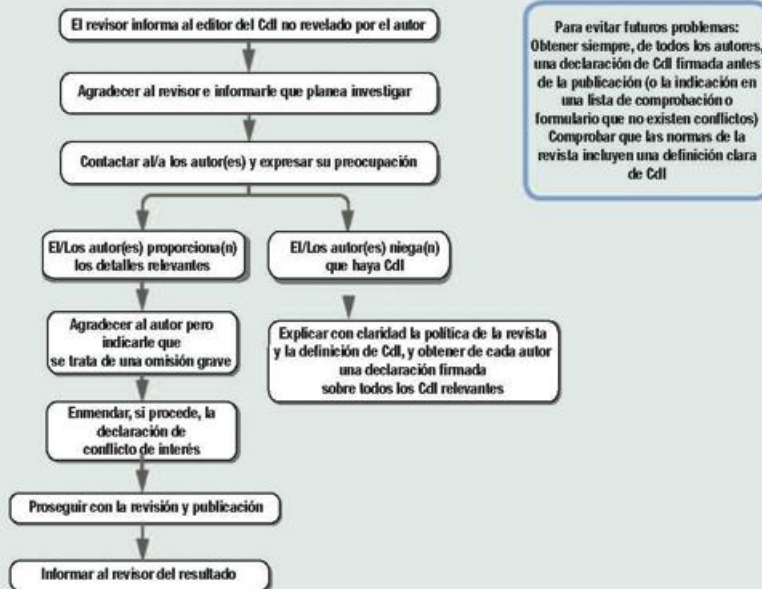 El revisor informa al editor del CdI no revelado por el autor
Agradecer al revisor e informarle que planea investigar
Contactar al/a los autor(es) y expresar su preocupación
El/Los autor(es) proporciona(n)
los detalles relevantes
El/Los autor(es) niega(n)
que haya CdI
Agradecer al autor pero
indicarle que
se trata de una omisión grave
Explicar con claridad la política de la revista
y la definición de CdI, y obtener de cada autor
una declaración firmada
sobre todos los CdI relevantes
Enmendar, si procede, la
declaración de
conflicto de interés
Proseguir con la revisión y publicación
Informar al revisor del resultado
Para evitar futuros problemas:
Obtener siempre, de todos los autores,
una declaración de CdI firmada antes
de la publicación (o la indicación en
una lista de comprobación o
formulario que no existen conflictos)
Comprobar que las normas de la
revista incluyen una definición clara
de CdI